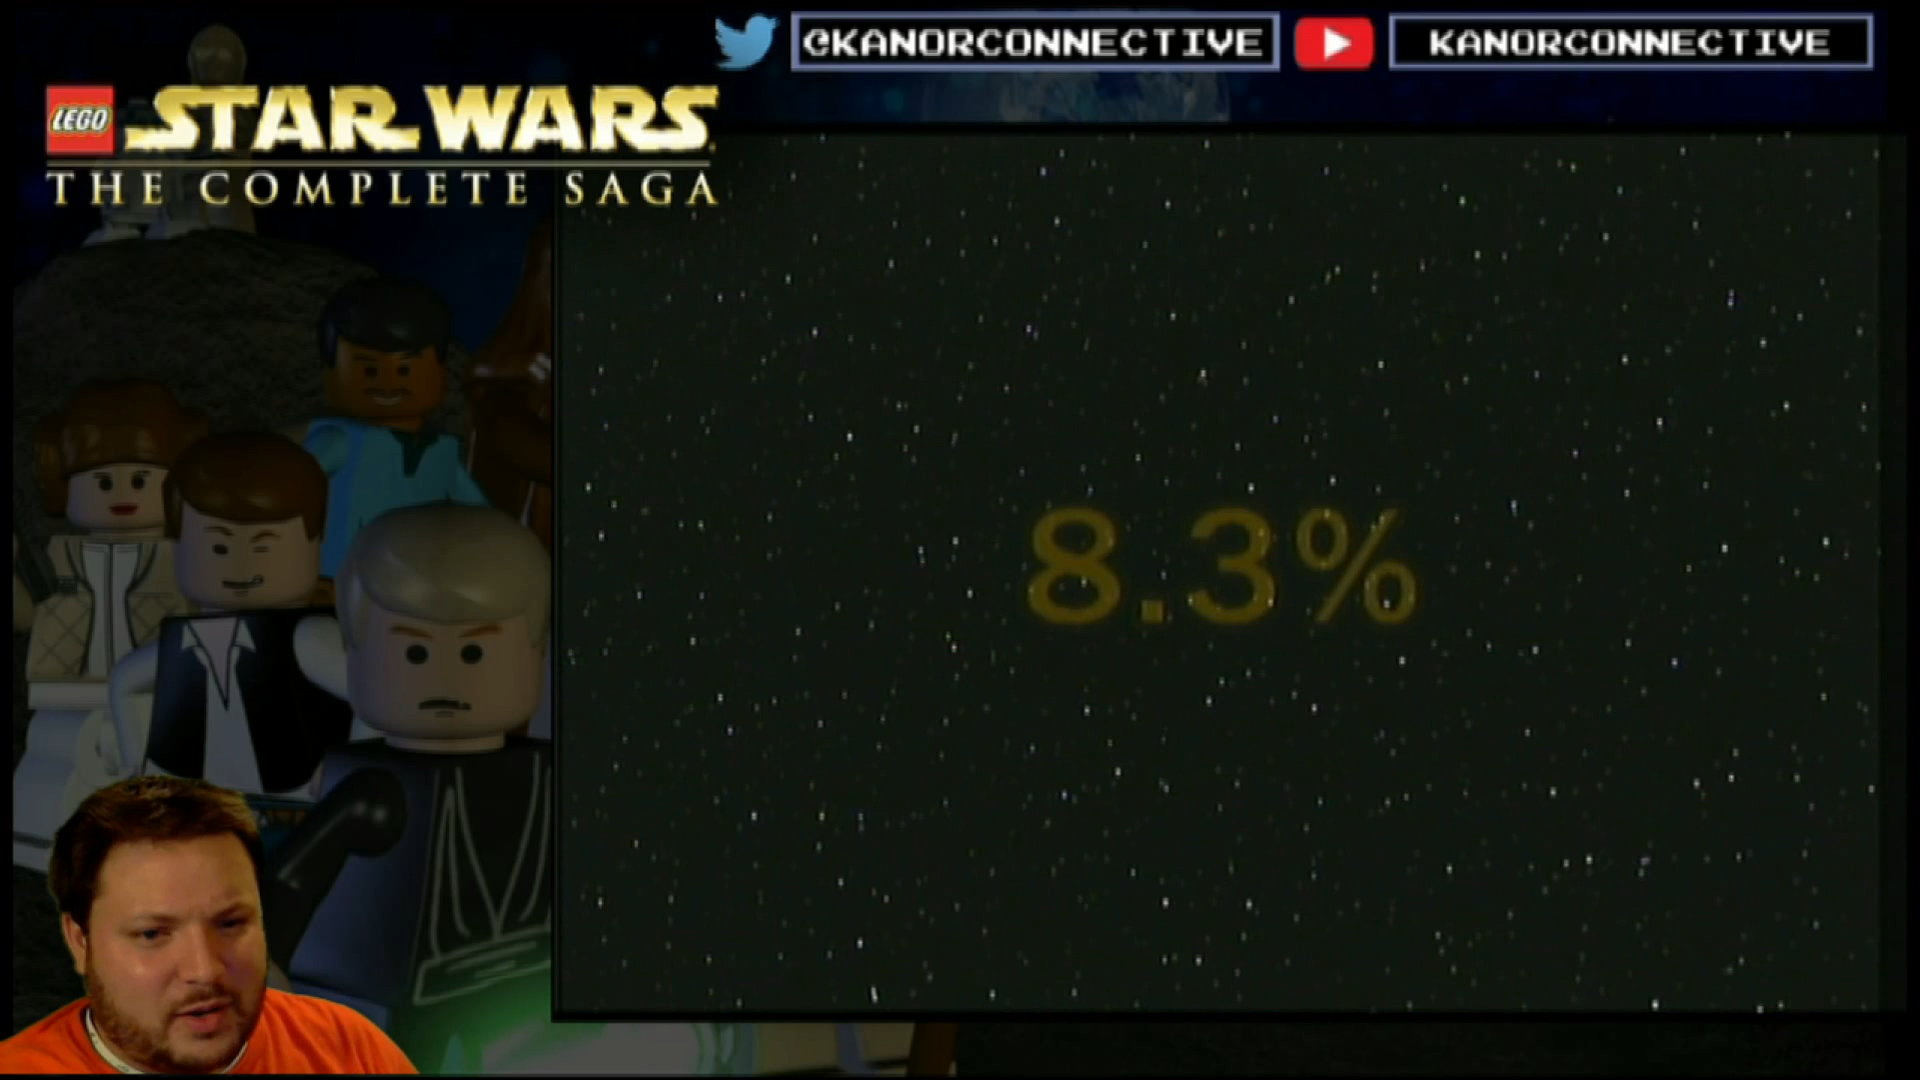 @KANORCONNECTIVE
KANORCONNECTIVE
LEGO STAR WARS
THE COMPLETE SAGA
8.3%